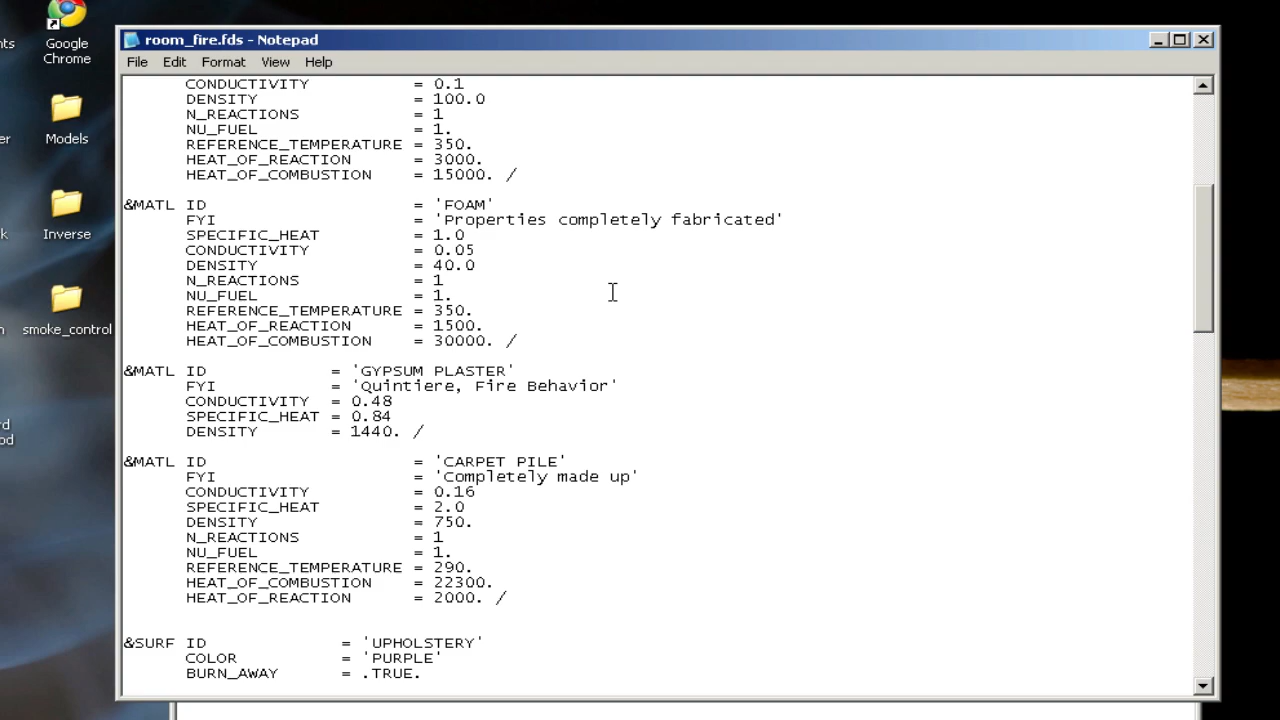 Google
Chrome
nts
Models
er
Inverse
k
smoke_control
n
rd
od
room_fire.fds - Notepad
File Edit Format View Help
CONDUCTIVITY = 0.1
DENSITY = 100.0
N_REACTIONS = 1
NU_FUEL = 1.
REFERENCE_TEMPERATURE = 350.
HEAT_OF_REACTION = 3000.
HEAT_OF_COMBUSTION = 15000. /
&MATL ID = 'FOAM'
FYI = 'Properties completely fabricated'
SPECIFIC_HEAT = 1.0
CONDUCTIVITY = 0.05
DENSITY = 40.0
N_REACTIONS = 1
NU_FUEL = 1.
REFERENCE_TEMPERATURE = 350.
HEAT_OF_REACTION = 1500.
HEAT_OF_COMBUSTION = 30000. /
&MATL ID = 'GYPSUM PLASTER'
FYI = 'Quintiere, Fire Behavior'
CONDUCTIVITY = 0.48
SPECIFIC_HEAT = 0.84
DENSITY = 1440. /
&MATL ID = 'CARPET PILE'
FYI = 'Completely made up'
CONDUCTIVITY = 0.16
SPECIFIC_HEAT = 2.0
DENSITY = 750.
N_REACTIONS = 1
NU_FUEL = 1.
REFERENCE_TEMPERATURE = 290.
HEAT_OF_COMBUSTION = 22300.
HEAT_OF_REACTION = 2000. /
&SURF ID = 'UPHOLSTERY'
COLOR = 'PURPLE'
BURN_AWAY = .TRUE.